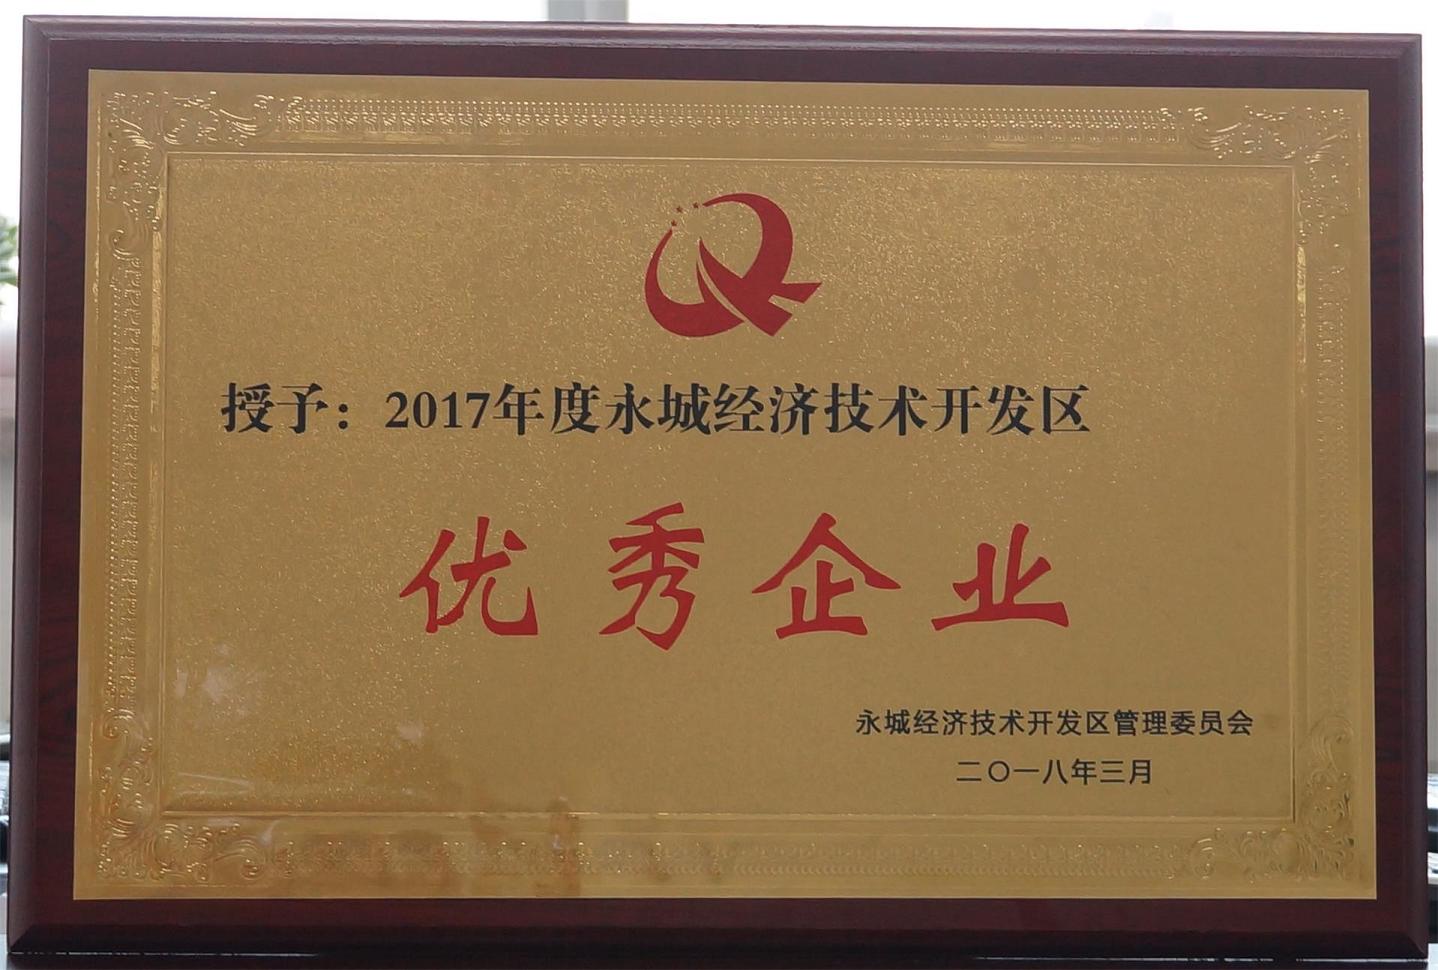 授予：2017年度永城经济技术开发区
优秀企业
永城经济技术开发区管理委员会
二〇一八年三月